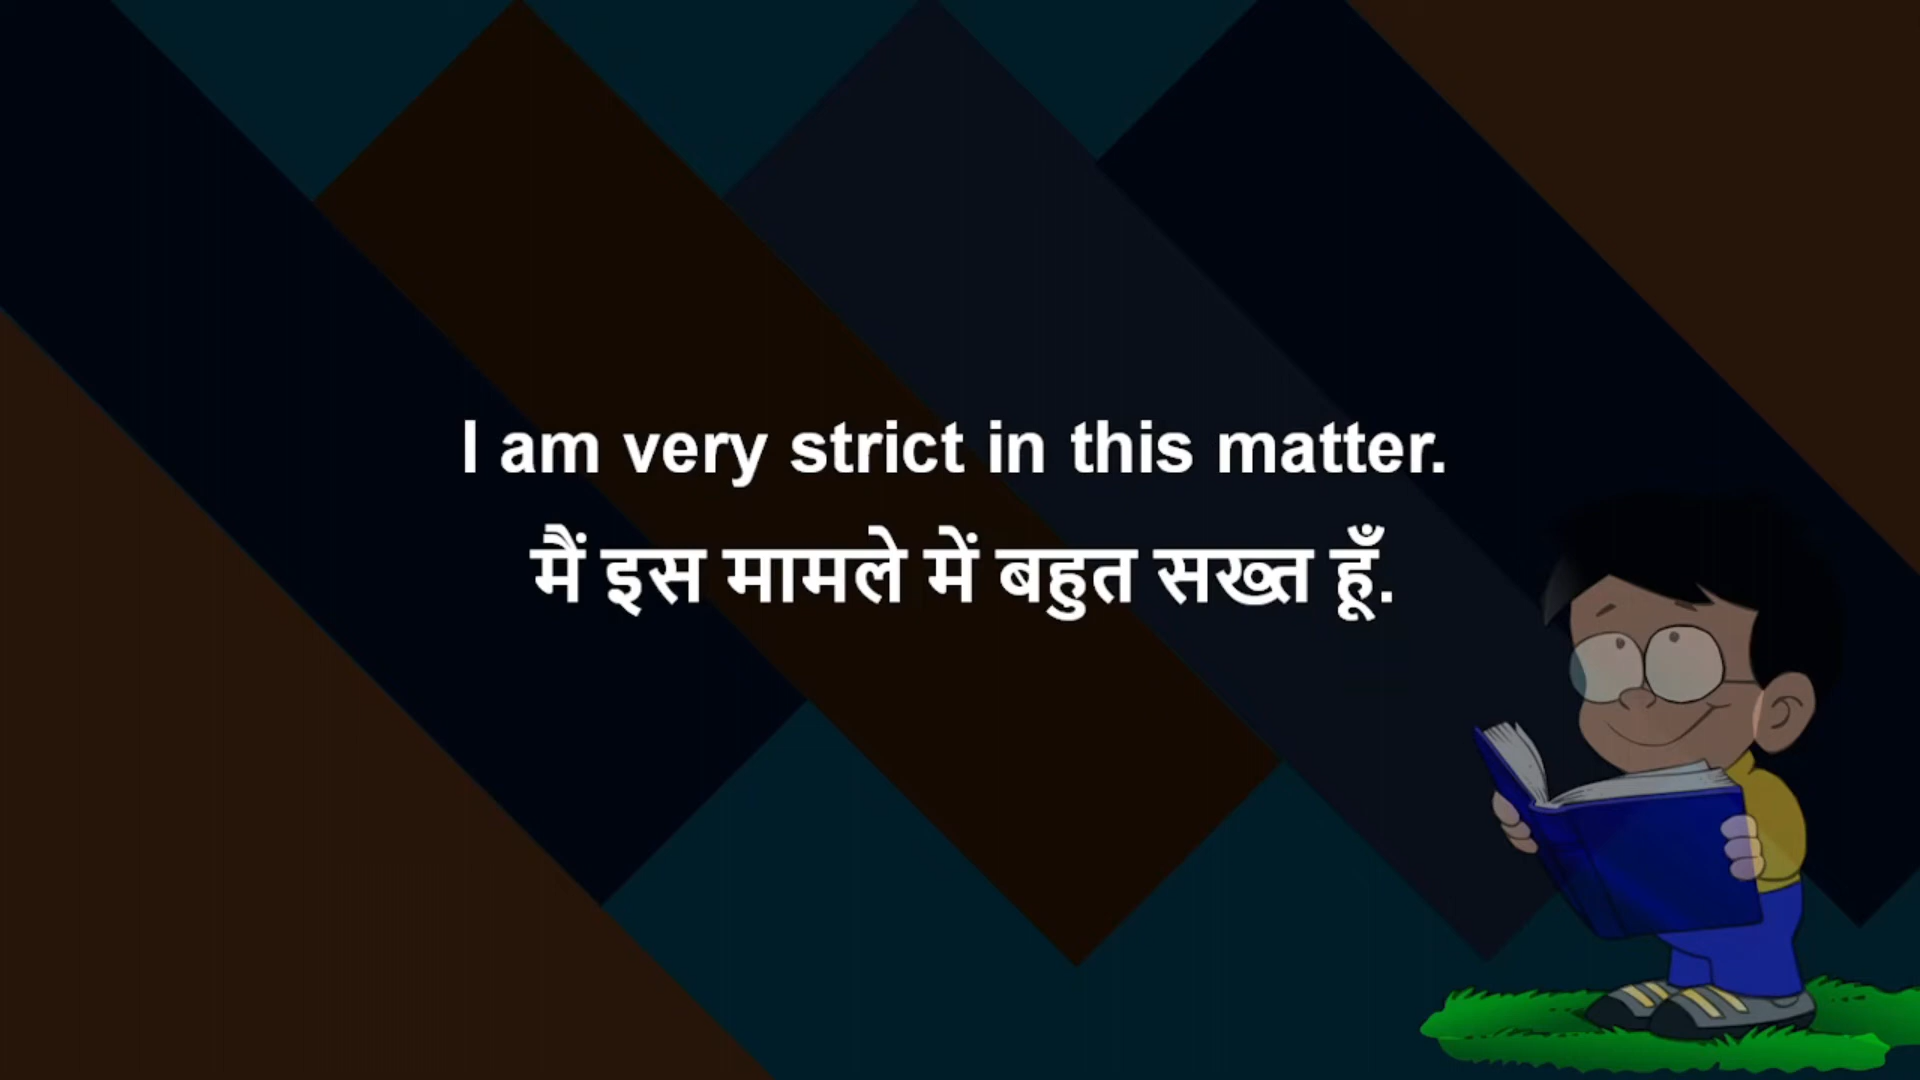 I am very strict in this matter.
मैं इस मामले में बहुत सख्त हूँ.